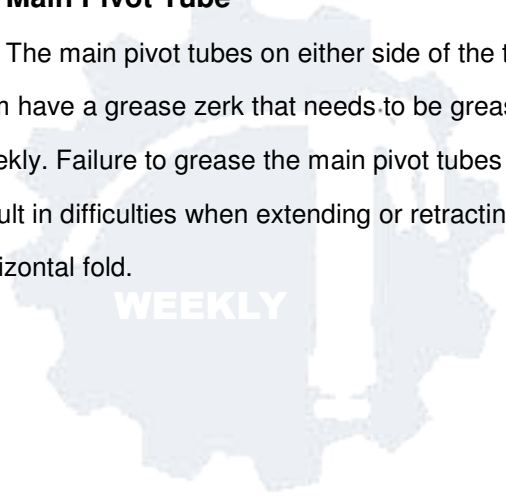 Main Pivot Tube
The main pivot tubes on either side of the
have a grease zerk that needs to be
Failure to grease the main pivot tubes
in difficulties when extending or
fold.
WEEKLY